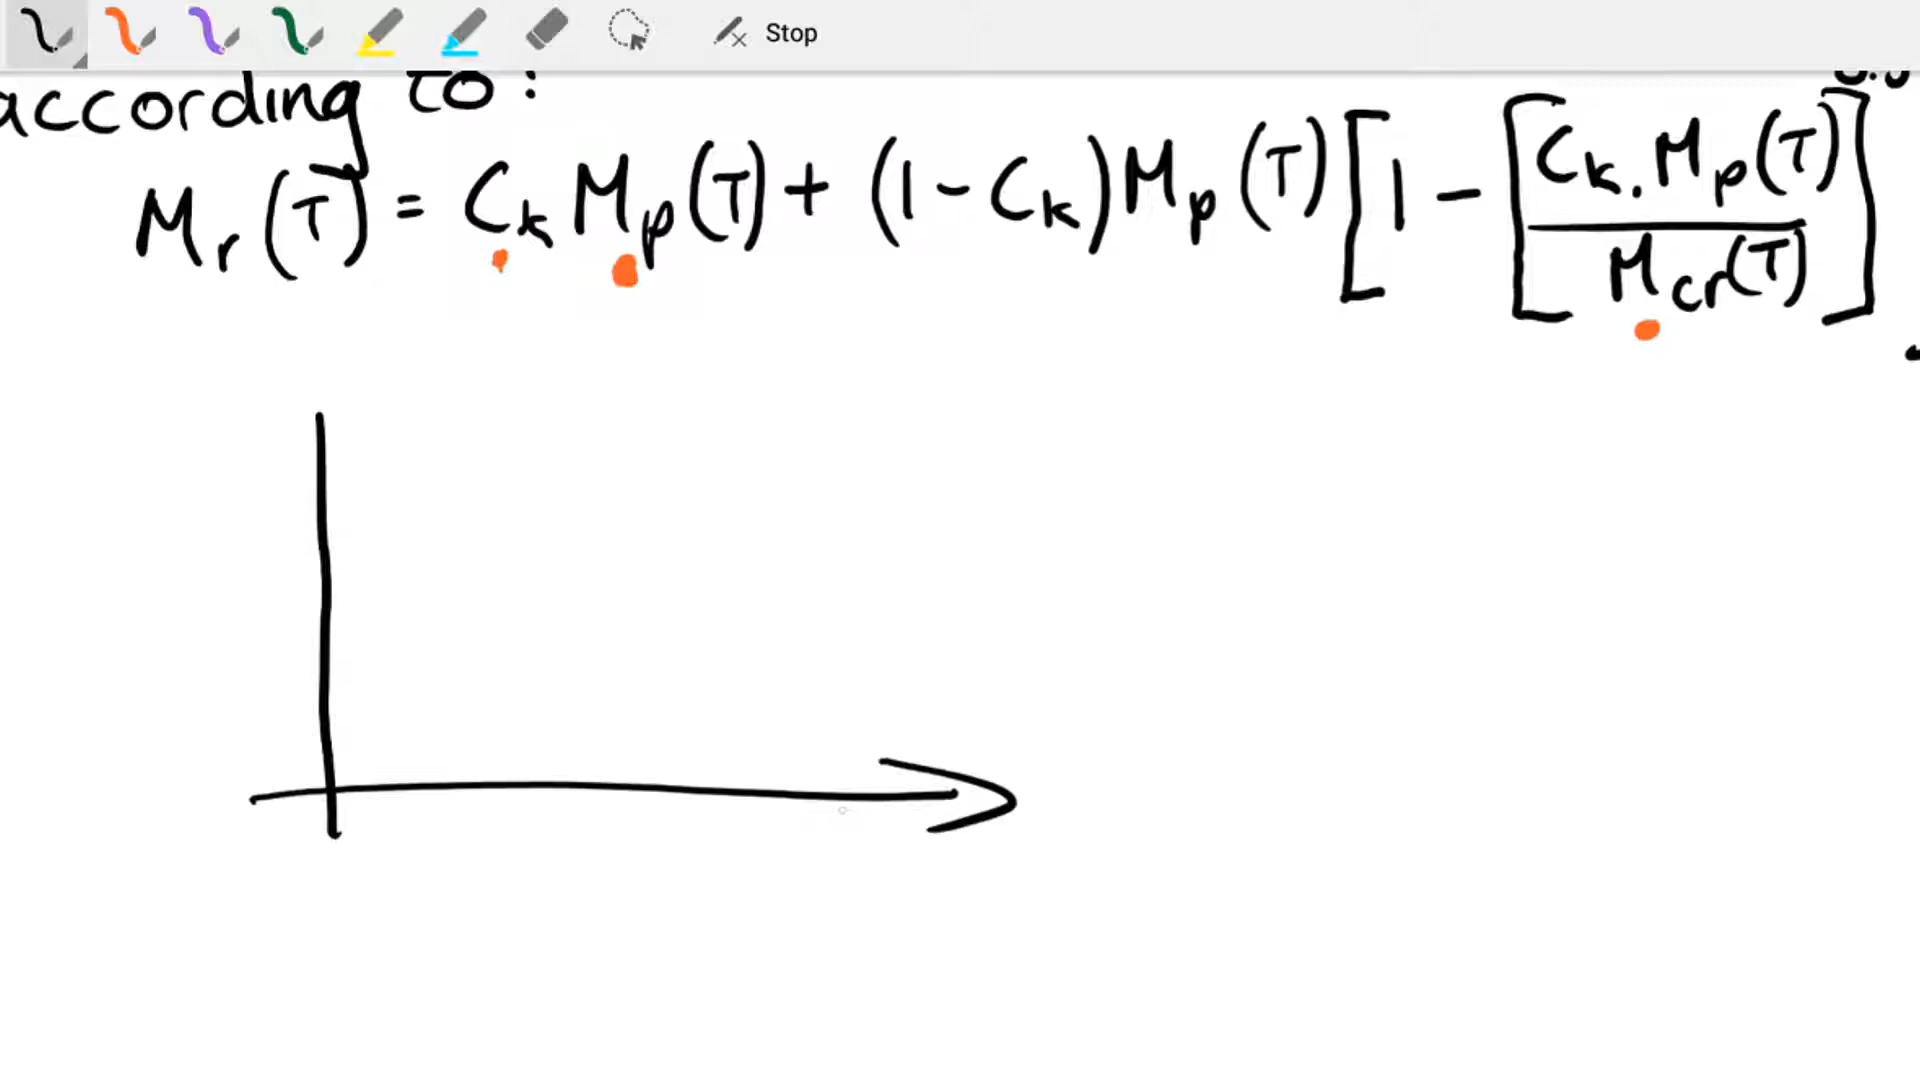 Stop
according to:
Mr(T) = Ck Mp(T) + (1 - Ck) Mp(T) [1 - [Ck. Mp(T) / Mcr(T)]